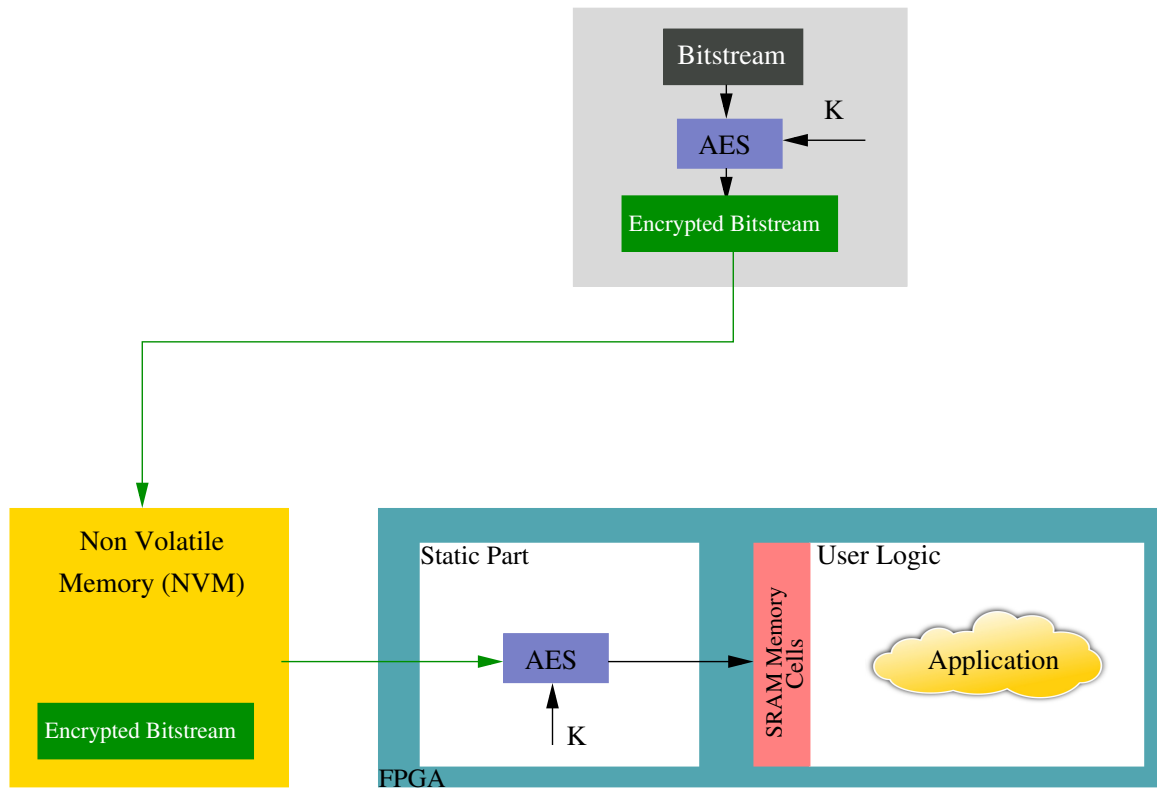 Bitstream
K
AES
Encrypted Bitstream
Non Volatile
Memory (NVM)
Encrypted Bitstream
Static Part
AES
K
FPGA
SRAM Memory
Cells
User Logic
Application